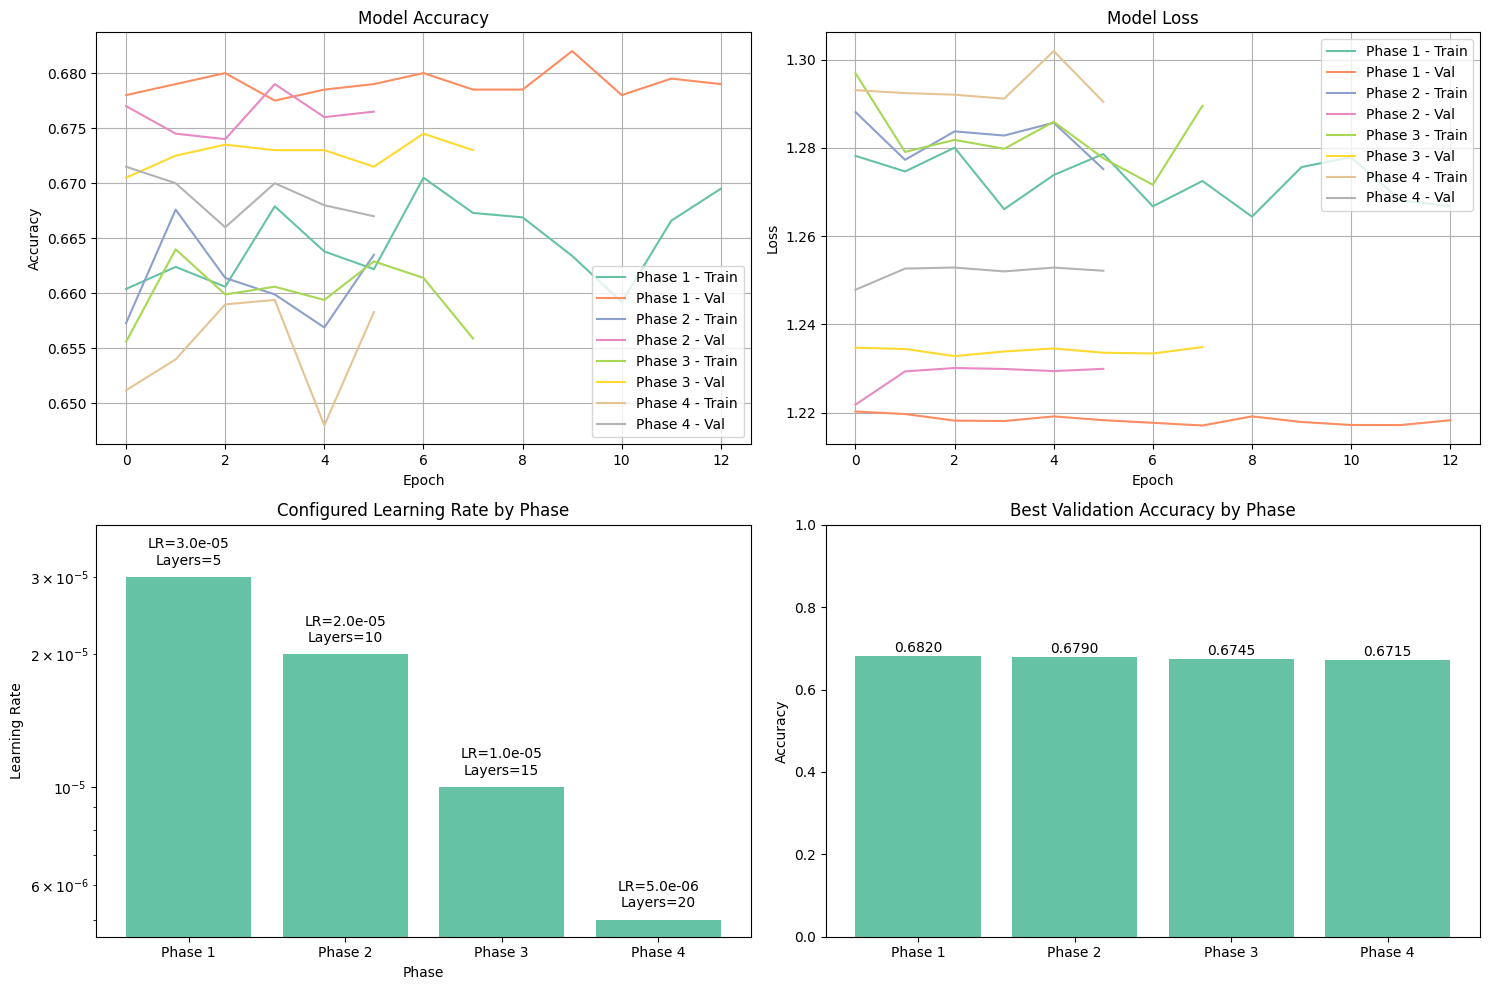 Model Accuracy
Accuracy
0.680
0.675
0.670
0.665
0.660
0.655
0.650
0 2 4 6 8 10 12
Epoch
Phase 1 - Train
Phase 1 - Val
Phase 2 - Train
Phase 2 - Val
Phase 3 - Train
Phase 3 - Val
Phase 4 - Train
Phase 4 - Val
Model Loss
Loss
1.30
1.28
1.26
1.24
1.22
0 2 4 6 8 10 12
Epoch
Phase 1 - Train
Phase 1 - Val
Phase 2 - Train
Phase 2 - Val
Phase 3 - Train
Phase 3 - Val
Phase 4 - Train
Phase 4 - Val
Configured Learning Rate by Phase
Learning Rate
3 × 10⁻⁵
2 × 10⁻⁵
10⁻⁵
6 × 10⁻⁶
LR=3.0e-05
Layers=5
LR=2.0e-05
Layers=10
LR=1.0e-05
Layers=15
LR=5.0e-06
Layers=20
Phase 1 Phase 2 Phase 3 Phase 4
Phase
Best Validation Accuracy by Phase
Accuracy
1.0
0.8
0.6
0.4
0.2
0.0
0.6820 0.6790 0.6745 0.6715
Phase 1 Phase 2 Phase 3 Phase 4